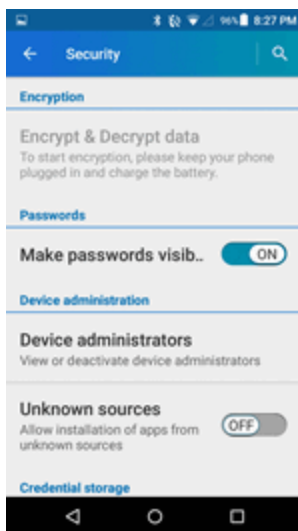 96% 8:27 PM
Security
Encryption
Encrypt & Decrypt data
To start encryption, please keep your phone
plugged in and charge the battery.
Passwords
Make passwords visib.. ON
Device administration
Device administrators
View or deactivate device administrators
Unknown sources
Allow installation of apps from OFF
unknown sources
Credential storage